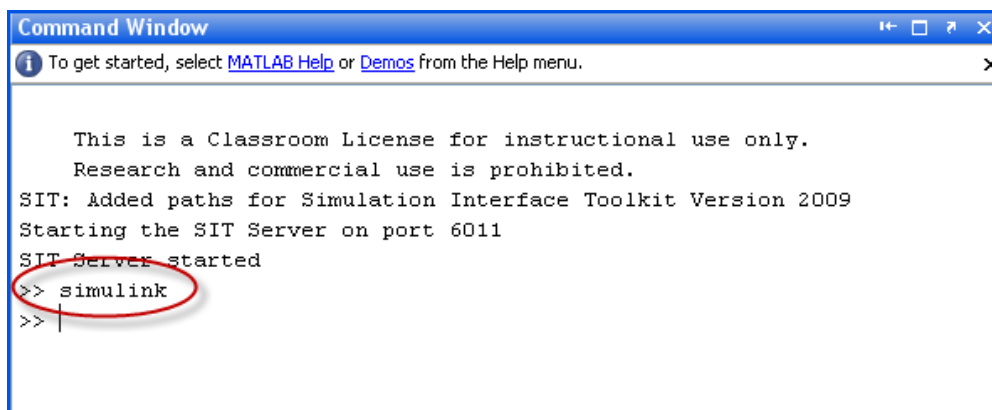 Command Window
To get started, select MATLAB Help or Demos from the Help menu.
This is a Classroom License for instructional use only.
Research and commercial use is prohibited.
SIT: Added paths for Simulation Interface Toolkit Version 2009
Starting the SIT Server on port 6011
SIT Server started
>> simulink
>>